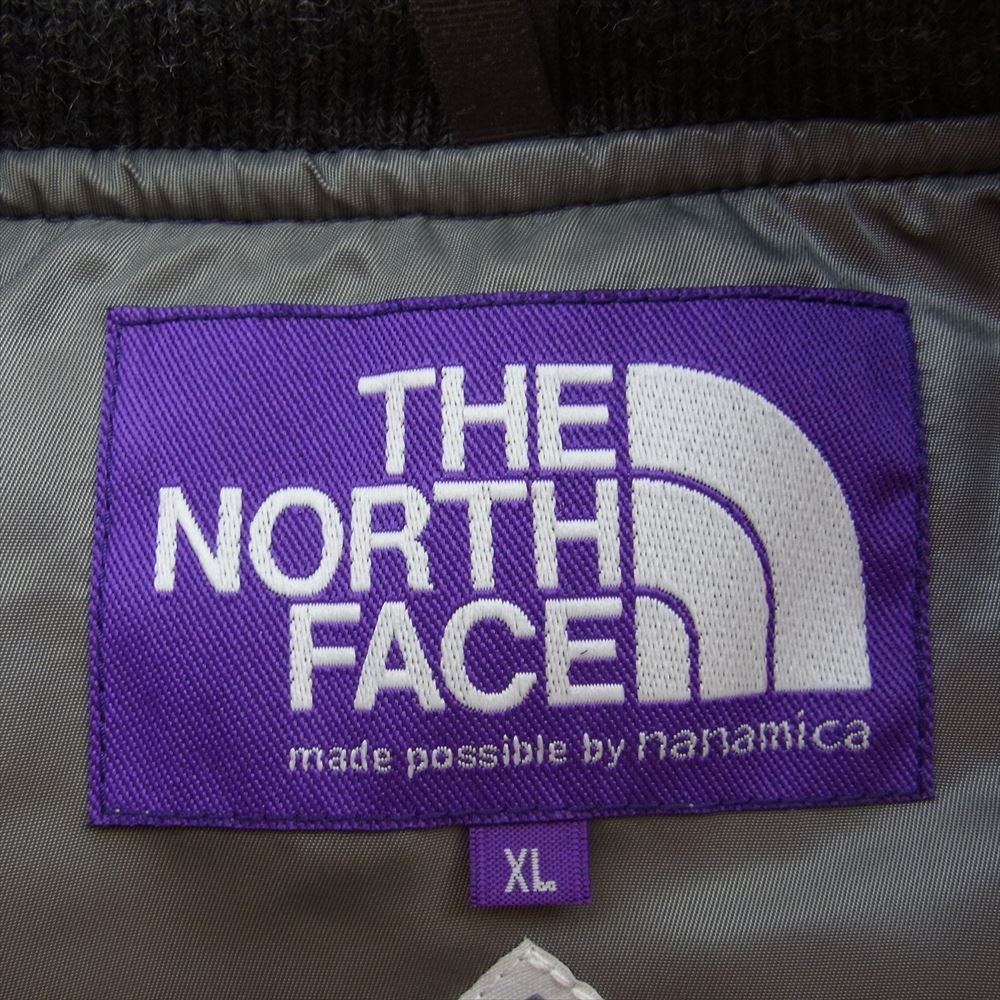 THE
NORTH
FACE
made possible by nanamica
XL